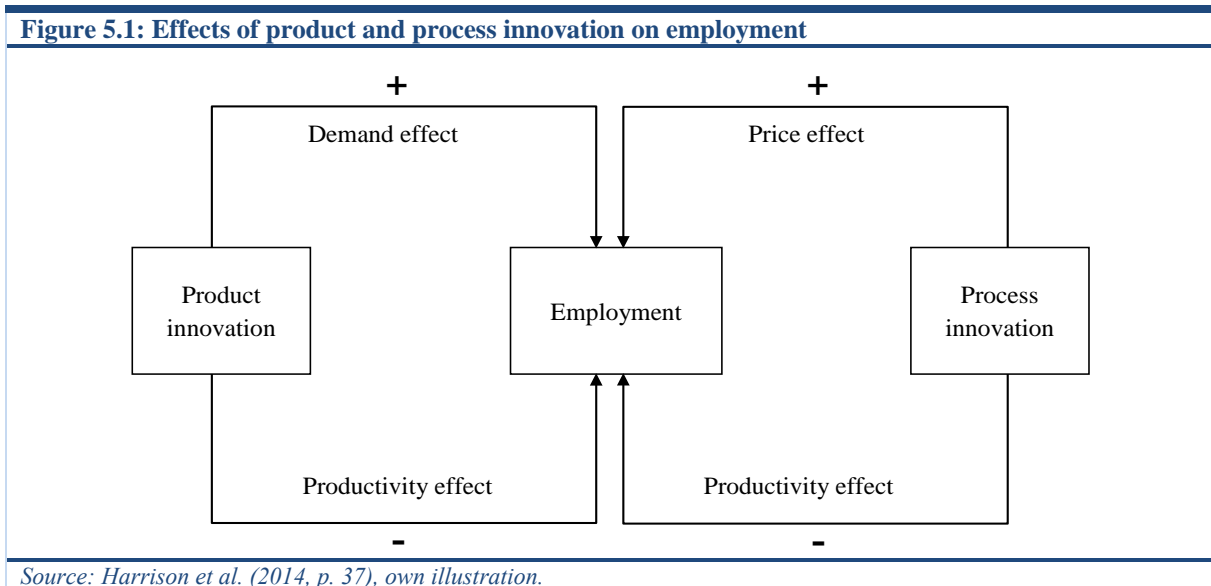 Figure 5.1: Effects of product and process innovation on employment
+
+
Demand effect
Price effect
Product
innovation
Employment
Process
innovation
Productivity effect
Productivity effect
-
-
Source: Harrison et al. (2014, p. 37), own illustration.